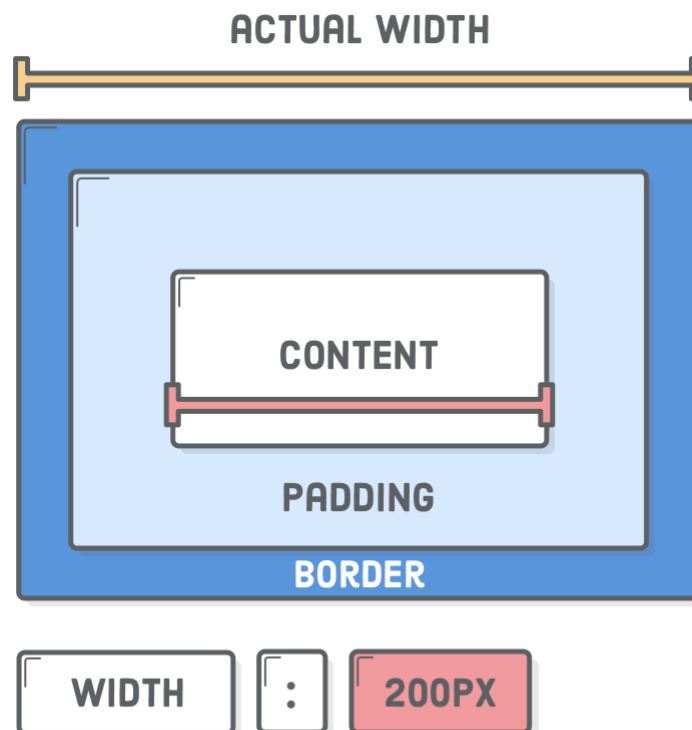 ACTUAL WIDTH
CONTENT
PADDING
BORDER
WIDTH : 200PX